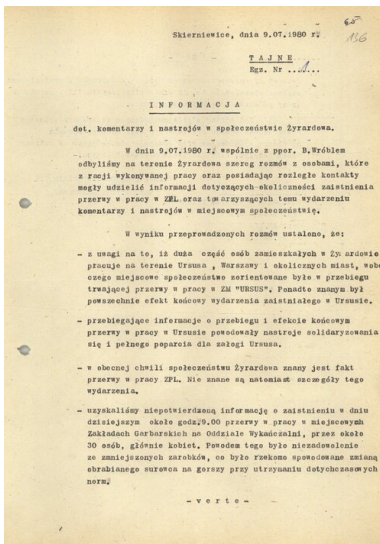 65
136
Skierniewice, dnia 9.07.1980 r.
T A J N E
Egz. Nr ...1...
I N F O R M A C J A
dot. komentarzy i nastrojów w społeczeństwie Żyrardowa.
W dniu 9.07.1980 r. wspólnie z ppor. B.Wróblem
odbyliśmy na terenie Żyrardowa szereg rozmów z osobami, które
z racji wykonywanej pracy oraz posiadając rozległe kontakty
mogły udzielić informacji dotyczących okoliczności zaistnienia
przerwy w pracy w ZPL oraz towarzyszących temu wydarzeniu
komentarzy i nastrojów w miejscowym społeczeństwie.
W wyniku przeprowadzonych rozmów ustalono, że:
- z uwagi na to, iż duża część osób zamieszkałych w Żyrardowie
pracuje na terenie Ursusa , Warszawy i okolicznych miast, wobe
czego miejscowe społeczeństwo zorientowane było w przebiegu
trwającej przerwy w pracy w ZM "URSUS". Ponadto znanym był
powszechnie efekt końcowy wydarzenia zaistniałego w Ursusie.
- przebiegające informacje o przebiegu i efekcie końcowym
przerwy w pracy w Ursusie powodowały nastroje solidaryzowania
się i pełnego poparcia dla załogi Ursusa.
- w obecnej chwili społeczeństwu Żyrardowa znany jest fakt
przerwy w pracy ZPL. Nie znane są natomiast szczegóły tego
wydarzenia.
- uzyskaliśmy niepotwierdzoną informację o zaistnieniu w dniu
dzisiejszym około godz.9.00 przerwy w pracy w miejscowych
Zakładach Garbarskich na Oddziale Wykańczalni, przez około
30 osób, głównie kobiet. Powodem tego było niezadowolenie
ze zmniejszonych zarobków, co było rzekomo spowodowane zmianą
obrabianego surowca na gorszy przy utrzymaniu dotychczasowych
norm.
- v e r t e -